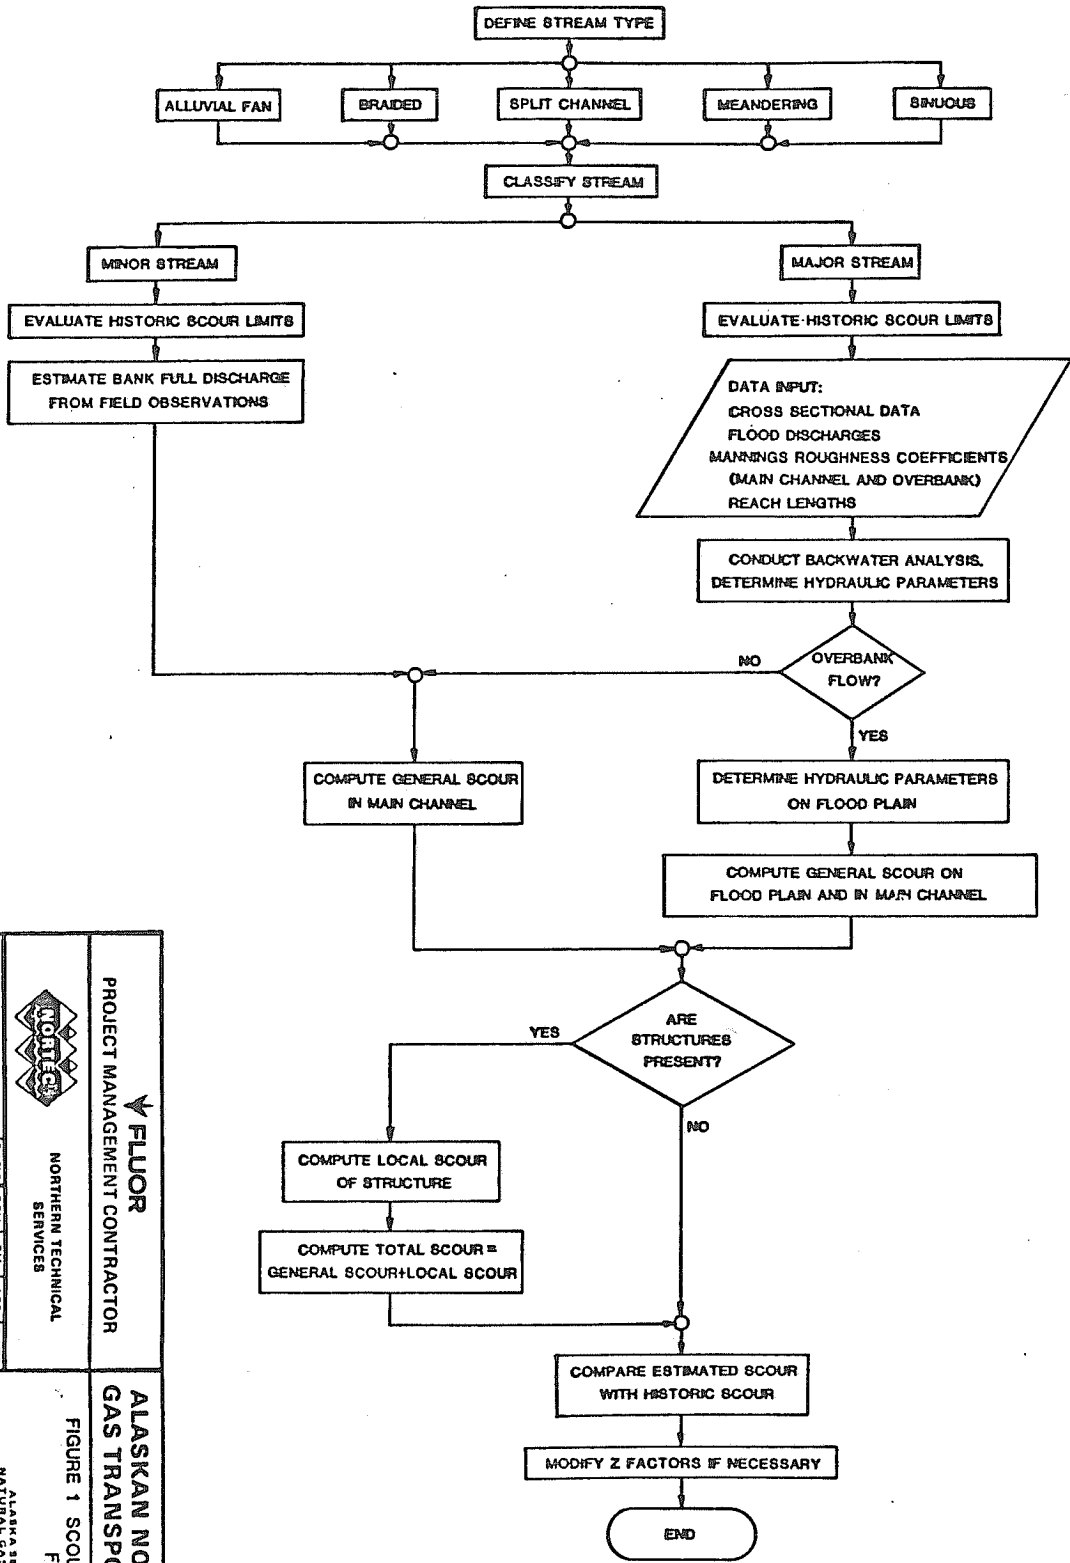 DEFINE STREAM TYPE
ALLUVIAL FAN
BRAIDED
SPLIT CHANNEL
MEANDERING
SINUOUS
CLASSIFY STREAM
MINOR STREAM
MAJOR STREAM
EVALUATE HISTORIC SCOUR LIMITS
EVALUATE-HISTORIC SCOUR LIMITS
ESTIMATE BANK FULL DISCHARGE
FROM FIELD OBSERVATIONS
DATA INPUT:
CROSS SECTIONAL DATA
FLOOD DISCHARGES
MANNINGS ROUGHNESS COEFFICIENTS
(MAIN CHANNEL AND OVERBANK)
REACH LENGTHS
CONDUCT BACKWATER ANALYSIS.
DETERMINE HYDRAULIC PARAMETERS
NO
OVERBANK
FLOW?
YES
COMPUTE GENERAL SCOUR
IN MAIN CHANNEL
DETERMINE HYDRAULIC PARAMETERS
ON FLOOD PLAIN
COMPUTE GENERAL SCOUR ON
FLOOD PLAIN AND IN MAIN CHANNEL
YES
ARE
STRUCTURES
PRESENT?
NO
COMPUTE LOCAL SCOUR
OF STRUCTURE
COMPUTE TOTAL SCOUR =
GENERAL SCOUR+LOCAL SCOUR
COMPARE ESTIMATED SCOUR
WITH HISTORIC SCOUR
MODIFY Z FACTORS IF NECESSARY
END
FLUOR
PROJECT MANAGEMENT CONTRACTOR
NORTEC
NORTHERN TECHNICAL
SERVICES
ALASKAN NO
GAS TRANSPO
FIGURE 1 SCOU
F
NATURAL GA